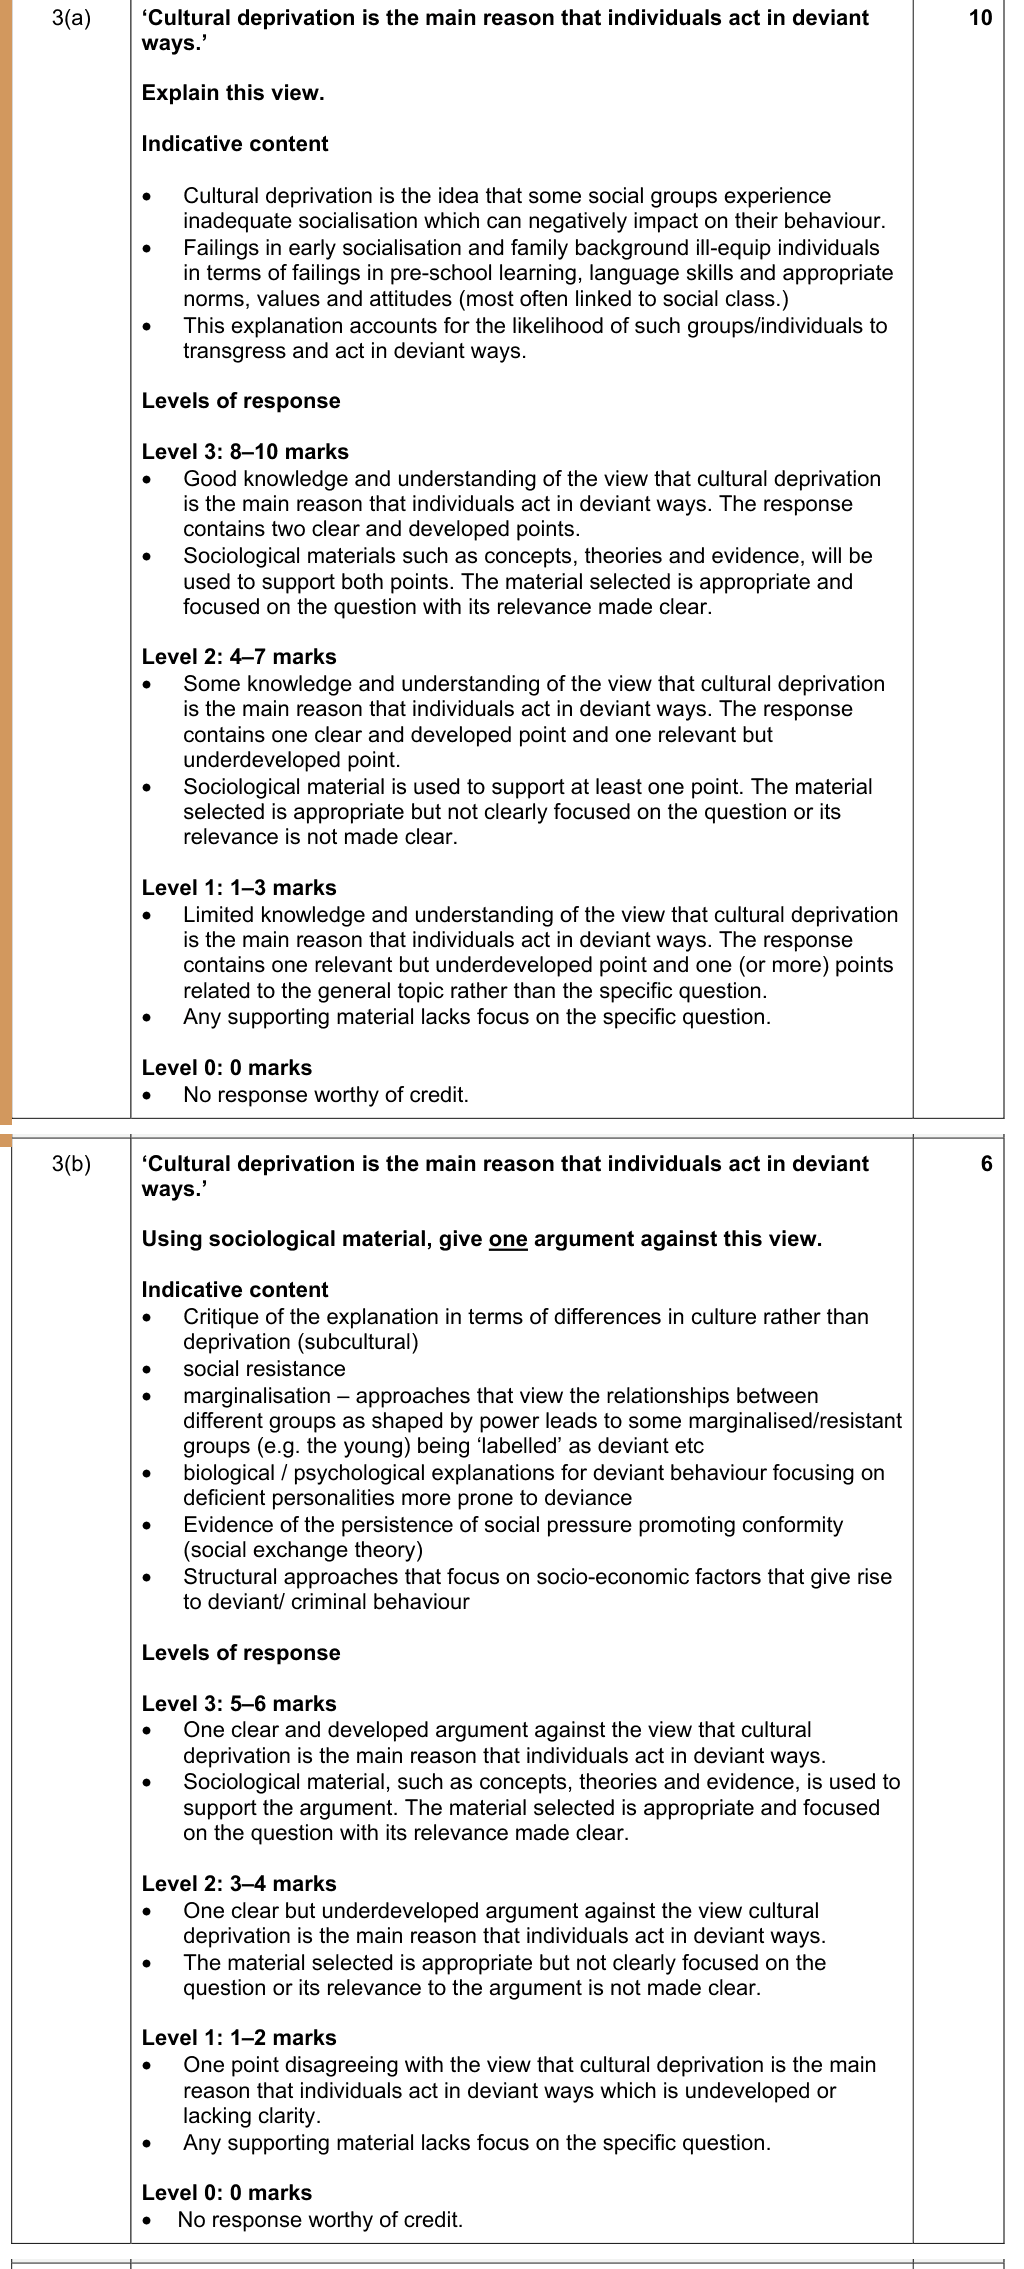 3(a) ‘Cultural deprivation is the main reason that individuals act in deviant 10
ways.’
Explain this view.
Indicative content
• Cultural deprivation is the idea that some social groups experience
inadequate socialisation which can negatively impact on their behaviour.
• Failings in early socialisation and family background ill-equip individuals
in terms of failings in pre-school learning, language skills and appropriate
norms, values and attitudes (most often linked to social class.)
• This explanation accounts for the likelihood of such groups/individuals to
transgress and act in deviant ways.
Levels of response
Level 3: 8–10 marks
• Good knowledge and understanding of the view that cultural deprivation
is the main reason that individuals act in deviant ways. The response
contains two clear and developed points.
• Sociological materials such as concepts, theories and evidence, will be
used to support both points. The material selected is appropriate and
focused on the question with its relevance made clear.
Level 2: 4–7 marks
• Some knowledge and understanding of the view that cultural deprivation
is the main reason that individuals act in deviant ways. The response
contains one clear and developed point and one relevant but
underdeveloped point.
• Sociological material is used to support at least one point. The material
selected is appropriate but not clearly focused on the question or its
relevance is not made clear.
Level 1: 1–3 marks
• Limited knowledge and understanding of the view that cultural deprivation
is the main reason that individuals act in deviant ways. The response
contains one relevant but underdeveloped point and one (or more) points
related to the general topic rather than the specific question.
• Any supporting material lacks focus on the specific question.
Level 0: 0 marks
• No response worthy of credit.
3(b) ‘Cultural deprivation is the main reason that individuals act in deviant 6
ways.’
Using sociological material, give one argument against this view.
Indicative content
• Critique of the explanation in terms of differences in culture rather than
deprivation (subcultural)
• social resistance
• marginalisation – approaches that view the relationships between
different groups as shaped by power leads to some marginalised/resistant
groups (e.g. the young) being ‘labelled’ as deviant etc
• biological / psychological explanations for deviant behaviour focusing on
deficient personalities more prone to deviance
• Evidence of the persistence of social pressure promoting conformity
(social exchange theory)
• Structural approaches that focus on socio-economic factors that give rise
to deviant/ criminal behaviour
Levels of response
Level 3: 5–6 marks
• One clear and developed argument against the view that cultural
deprivation is the main reason that individuals act in deviant ways.
• Sociological material, such as concepts, theories and evidence, is used to
support the argument. The material selected is appropriate and focused
on the question with its relevance made clear.
Level 2: 3–4 marks
• One clear but underdeveloped argument against the view cultural
deprivation is the main reason that individuals act in deviant ways.
• The material selected is appropriate but not clearly focused on the
question or its relevance to the argument is not made clear.
Level 1: 1–2 marks
• One point disagreeing with the view that cultural deprivation is the main
reason that individuals act in deviant ways which is undeveloped or
lacking clarity.
• Any supporting material lacks focus on the specific question.
Level 0: 0 marks
• No response worthy of credit.